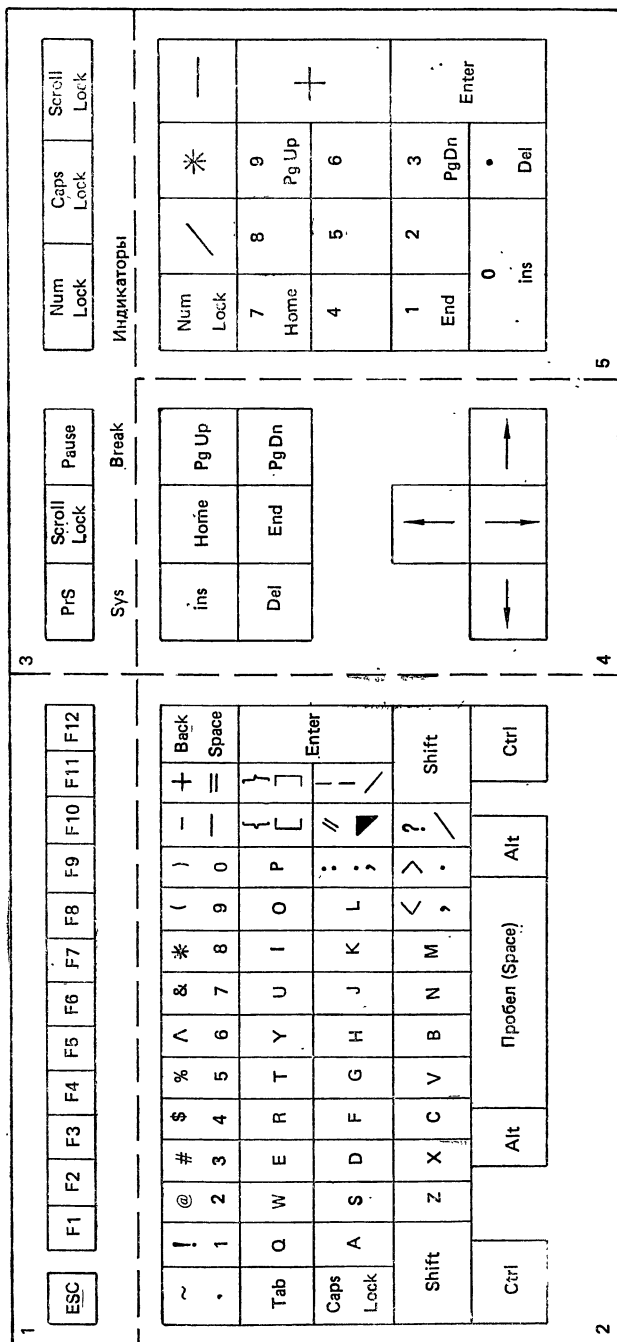 1
3
ESC F1 F2 F3 F4 F5 F6 F7 F8 F9 F10 F11 F12
PrS Scroll Lock Pause
Num Lock Caps Lock Scroll Lock
Sys Break
Индикаторы
~ ! @ # $ % ^ & * ( ) - + Back
. 1 2 3 4 5 6 7 8 9 0 — = Space
Tab Q W E R T Y U I O P { [ } ] Enter
Caps Lock A S D F G H J K L : ; " | /
Shift Z X C V B N M < , > . ? / Shift
Ctrl Alt Пробел (Space) Alt Ctrl
2
ins Home Pg Up
Del End Pg Dn
↑
← ↓ →
4
Num Lock / * —
7 Home 8 9 Pg Up +
4 5 6
1 End 2 3 PgDn Enter
0 ins . Del
5